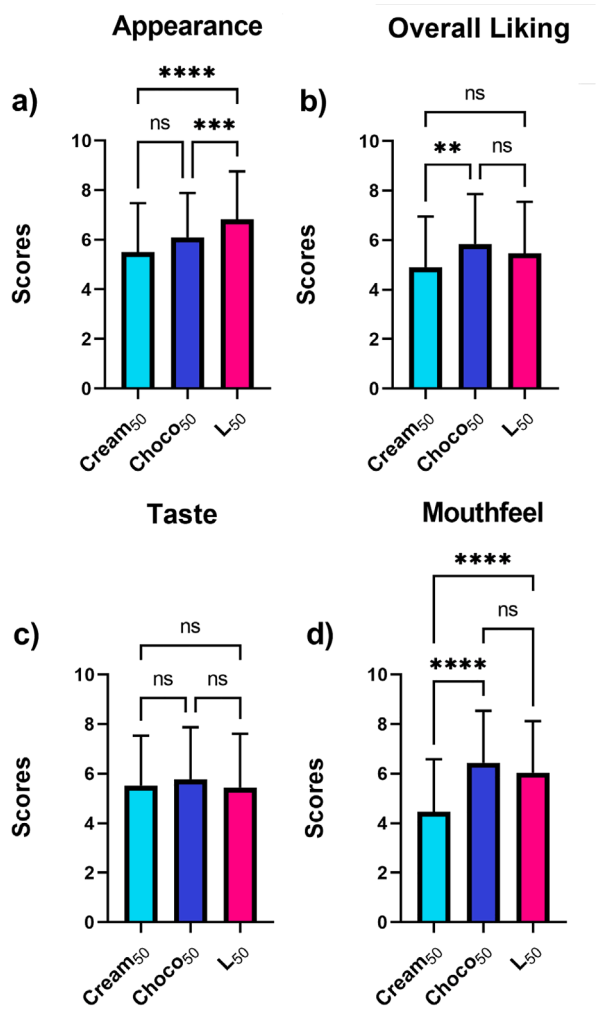 Appearance
a)
****
ns
***
Scores
10
8
6
4
2
0
Cream₅₀
Choco₅₀
L₅₀
Overall Liking
b)
ns
**
ns
Scores
10
8
6
4
2
0
Cream₅₀
Choco₅₀
L₅₀
Taste
c)
ns
ns
ns
Scores
10
8
6
4
2
0
Cream₅₀
Choco₅₀
L₅₀
Mouthfeel
d)
****
ns
****
Scores
10
8
6
4
2
0
Cream₅₀
Choco₅₀
L₅₀